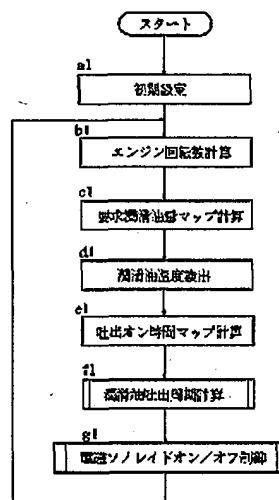 スタート
a1
初期設定
b1
エンジン回転数計算
c1
要求潤滑油量マップ計算
d1
潤滑油温度検出
e1
吐出オン時間マップ計算
f1
潤滑油吐出周期計算
g1
電磁ソノレイドオン/オフ制御